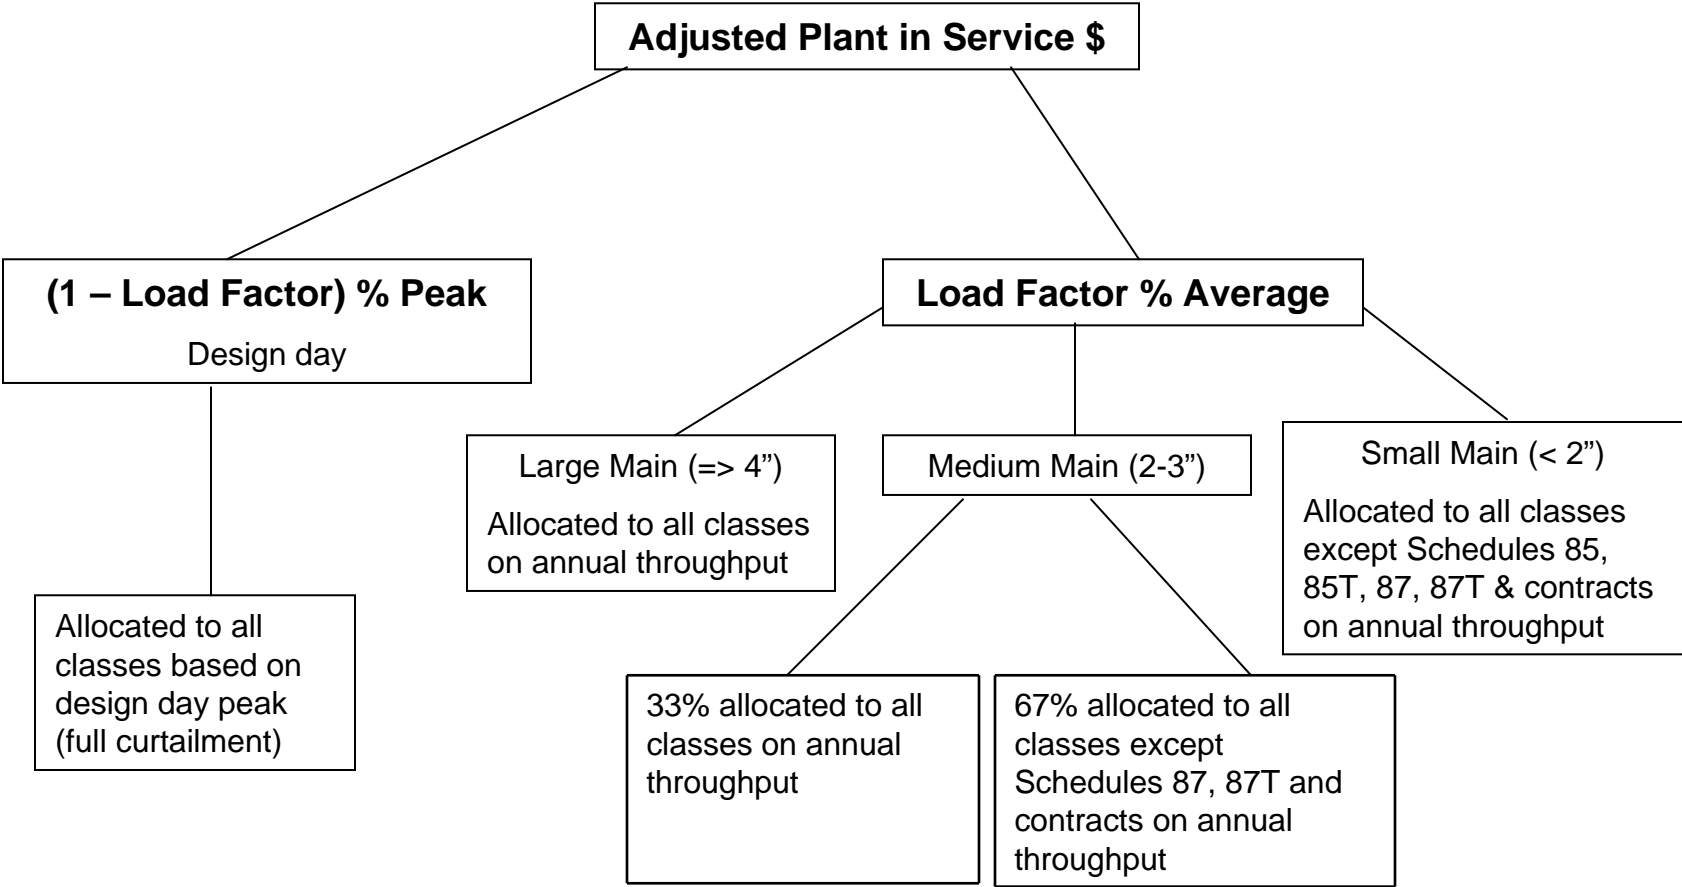 Adjusted Plant in Service $
(1 – Load Factor) % Peak
Design day
Load Factor % Average
Large Main (=> 4”)
Allocated to all classes
on annual throughput
Medium Main (2-3”)
Small Main (< 2”)
Allocated to all classes
except Schedules 85,
85T, 87, 87T & contracts
on annual throughput
Allocated to all
classes based on
design day peak
(full curtailment)
33% allocated to all
classes on annual
throughput
67% allocated to all
classes except
Schedules 87, 87T and
contracts on annual
throughput